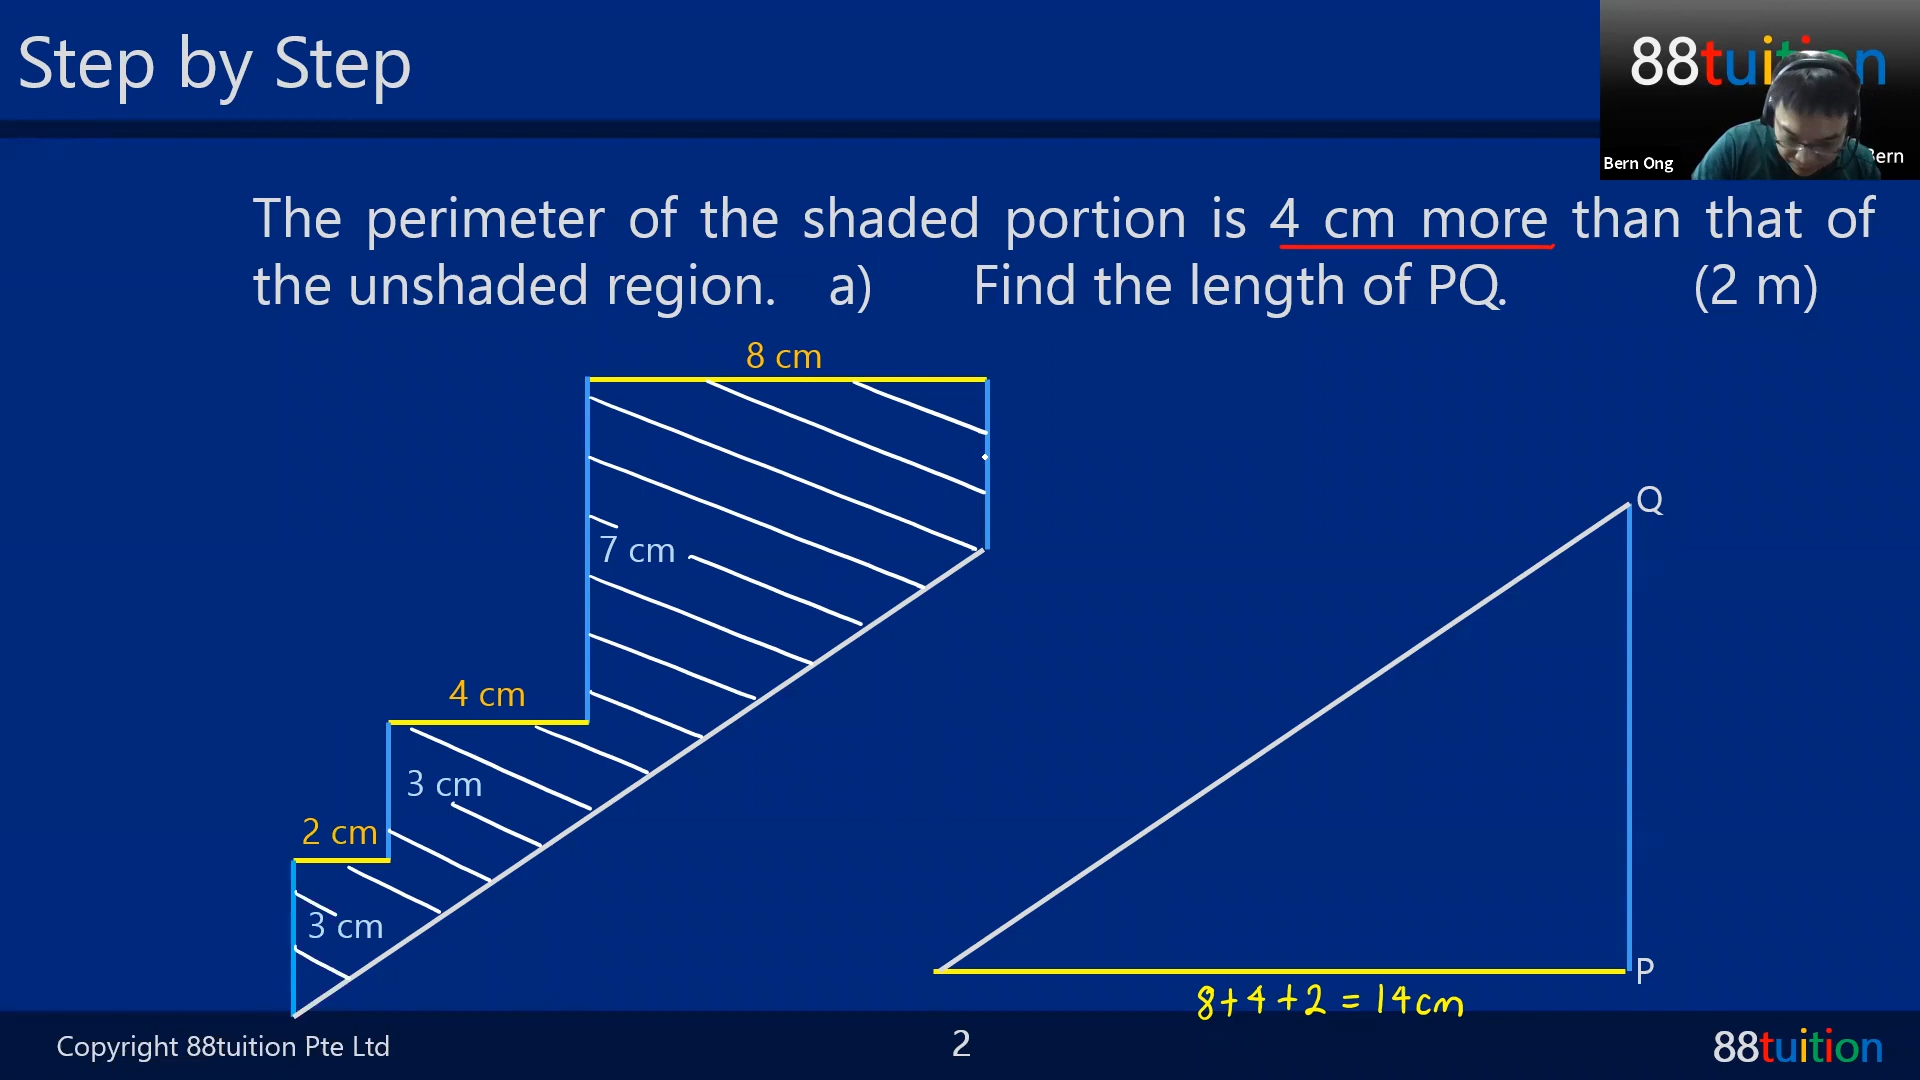 Step by Step
88tuition
Bern Ong
Bern
The perimeter of the shaded portion is 4 cm more than that of
the unshaded region. a) Find the length of PQ. (2 m)
8 cm
Q
7 cm
4 cm
3 cm
2 cm
3 cm
P
8+4+2 = 14cm
Copyright 88tuition Pte Ltd
2
88tuition